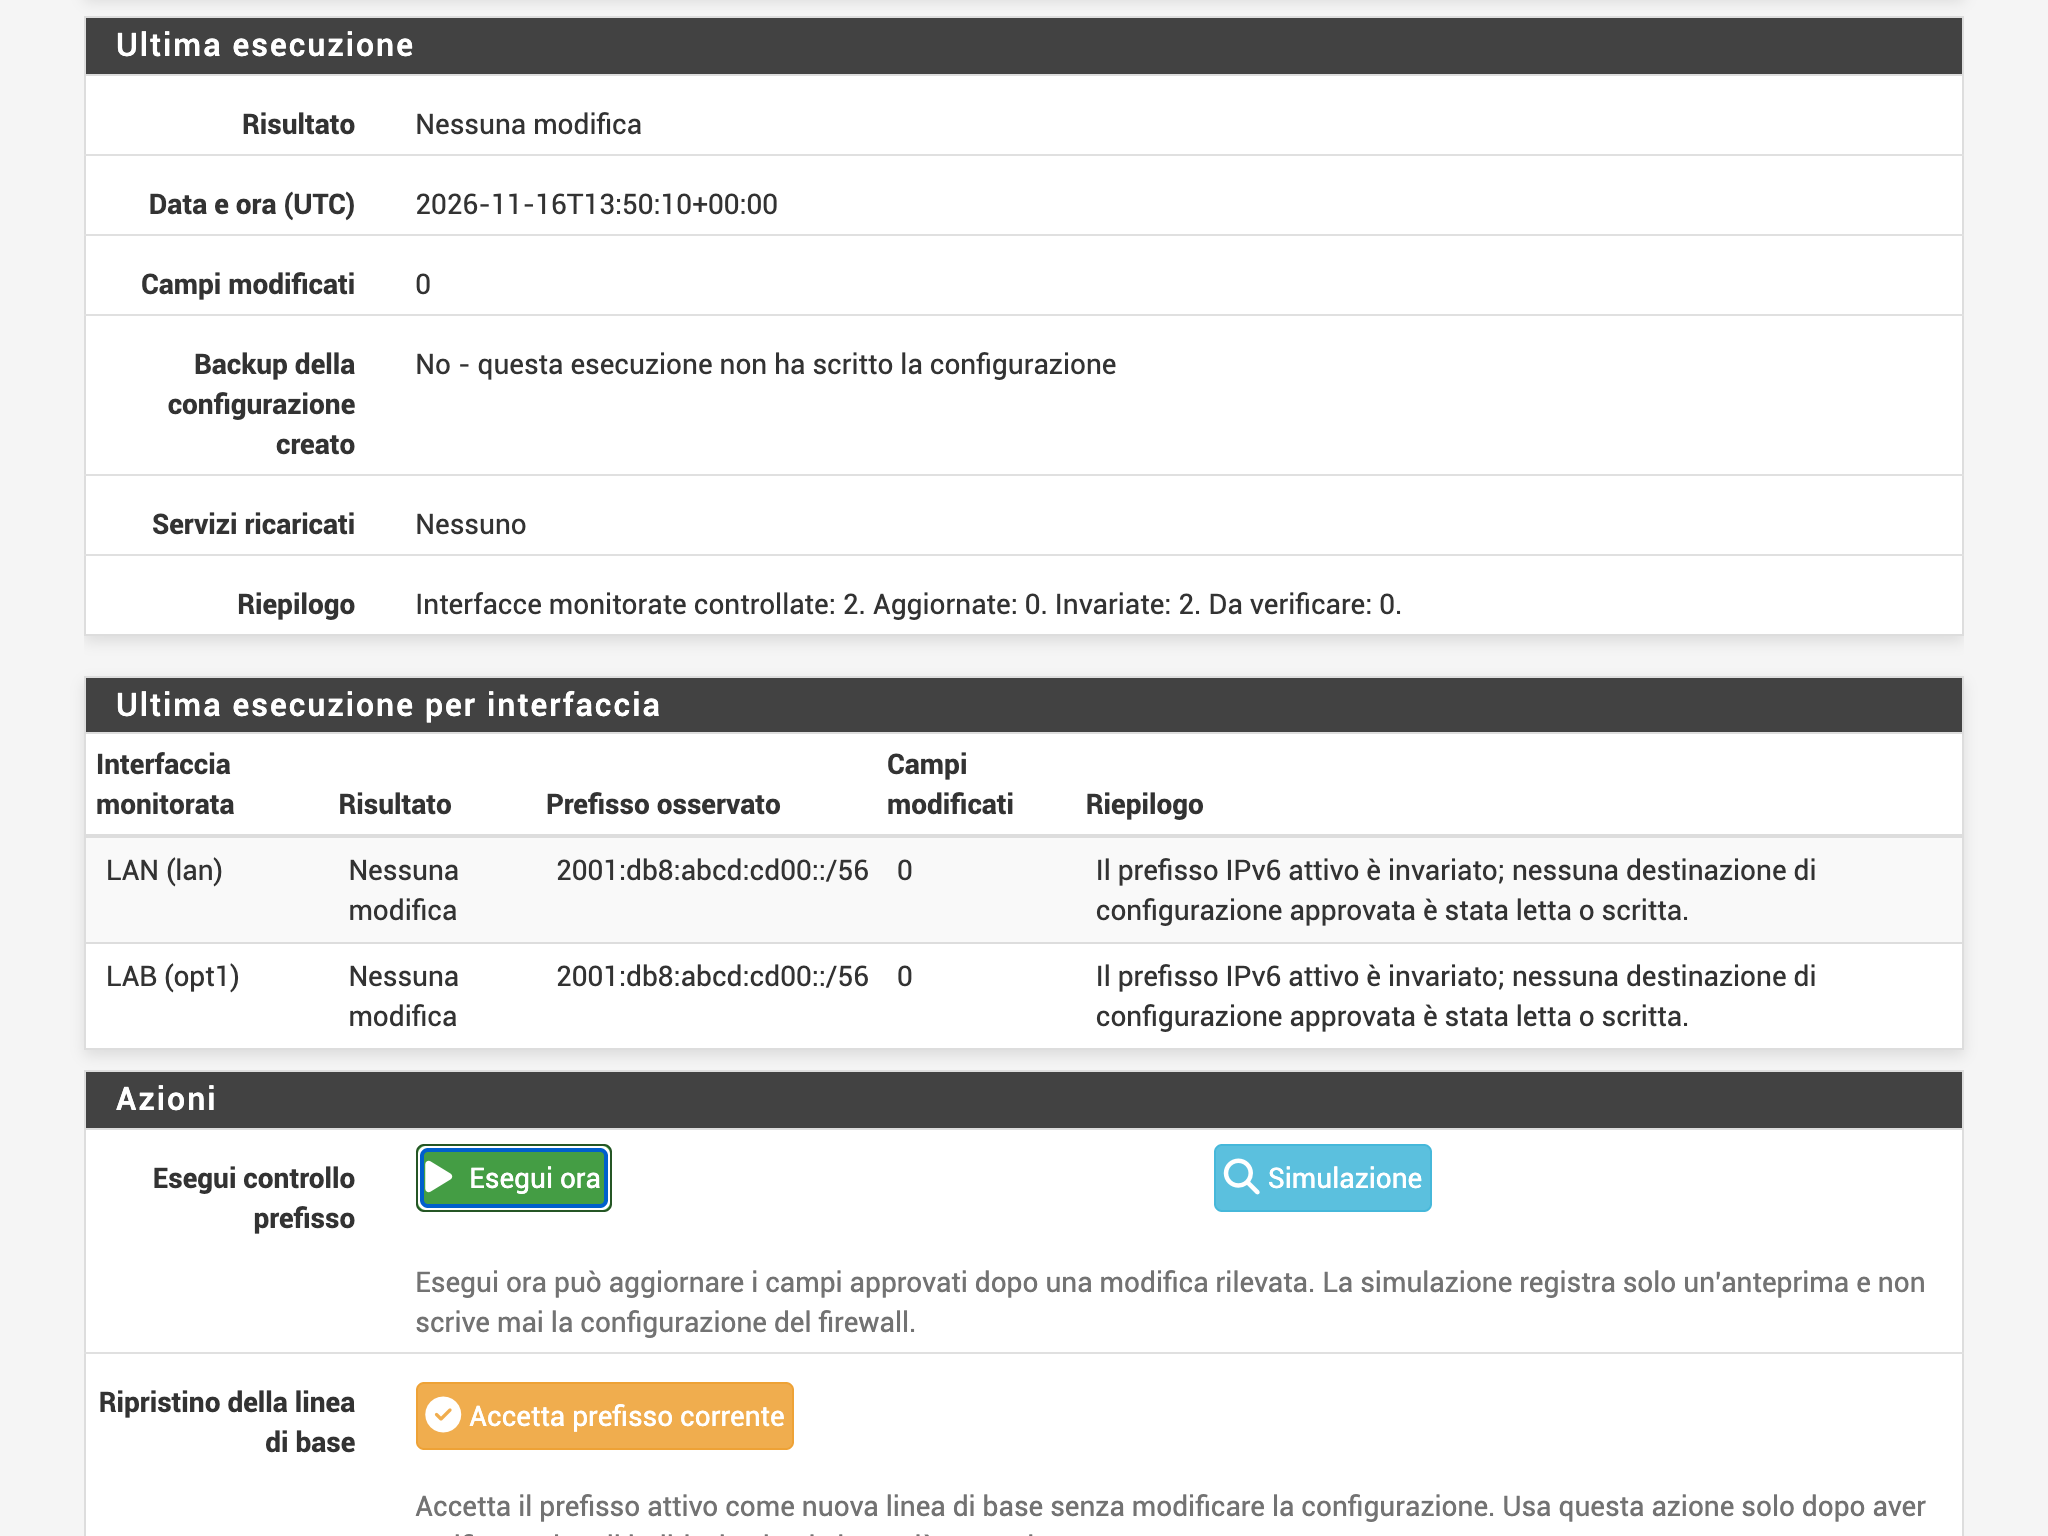 Ultima esecuzione
Risultato
Nessuna modifica
Data e ora (UTC)
2026-11-16T13:50:10+00:00
Campi modificati
0
Backup della
configurazione
creato
No - questa esecuzione non ha scritto la configurazione
Servizi ricaricati
Nessuno
Riepilogo
Interfacce monitorate controllate: 2. Aggiornate: 0. Invariate: 2. Da verificare: 0.
Ultima esecuzione per interfaccia
Interfaccia
monitorata
Risultato
Prefisso osservato
Campi
modificati
Riepilogo
LAN (lan)
Nessuna
modifica
2001:db8:abcd:cd00::/56
0
Il prefisso IPv6 attivo è invariato; nessuna destinazione di
configurazione approvata è stata letta o scritta.
LAB (opt1)
Nessuna
modifica
2001:db8:abcd:cd00::/56
0
Il prefisso IPv6 attivo è invariato; nessuna destinazione di
configurazione approvata è stata letta o scritta.
Azioni
Esegui controllo
prefisso
Esegui ora
Simulazione
Esegui ora può aggiornare i campi approvati dopo una modifica rilevata. La simulazione registra solo un'anteprima e non
scrive mai la configurazione del firewall.
Ripristino della linea
di base
Accetta prefisso corrente
Accetta il prefisso attivo come nuova linea di base senza modificare la configurazione. Usa questa azione solo dopo aver